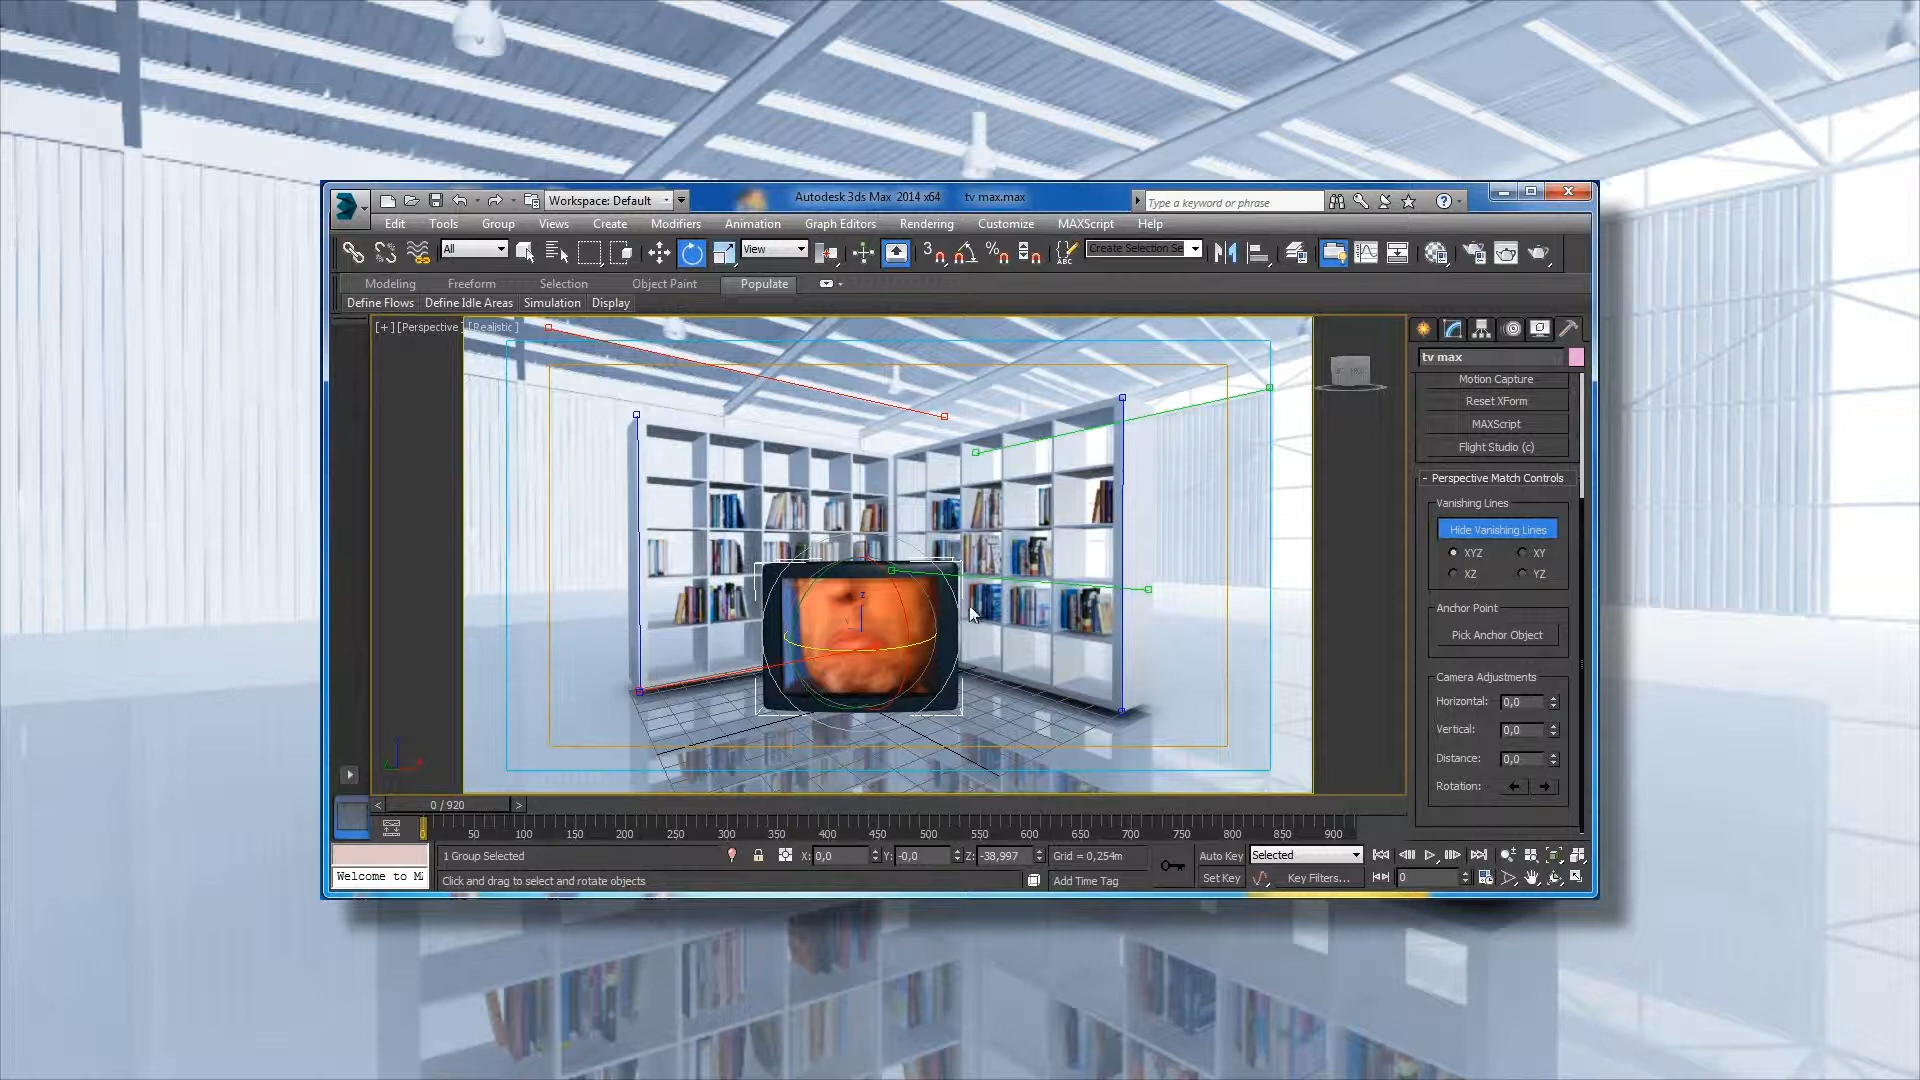 Workspace: Default
Autodesk 3ds Max 2014 x64 tv max.max
Type a keyword or phrase
Edit Tools Group Views Create Modifiers Animation Graph Editors Rendering Customize MAXScript Help
All
View
3
%
ABC
Create Selection Se
Modeling Freeform Selection Object Paint Populate
Define Flows Define Idle Areas Simulation Display
[+] [Perspective] [Realistic]
z
tv max
Motion Capture
Reset XForm
MAXScript
Flight Studio (c)
- Perspective Match Controls
Vanishing Lines
Hide Vanishing Lines
XYZ XY
XZ YZ
Anchor Point
Pick Anchor Object
Camera Adjustments
Horizontal: 0,0
Vertical: 0,0
Distance: 0,0
Rotation:
< 0 / 920 >
0 50 100 150 200 250 300 350 400 450 500 550 600 650 700 750 800 850 900
1 Group Selected X: 0,0 Y: -0,0 Z: -38,997 Grid = 0,254m Auto Key Selected
Welcome to M
Click and drag to select and rotate objects Add Time Tag Set Key Key Filters... 0